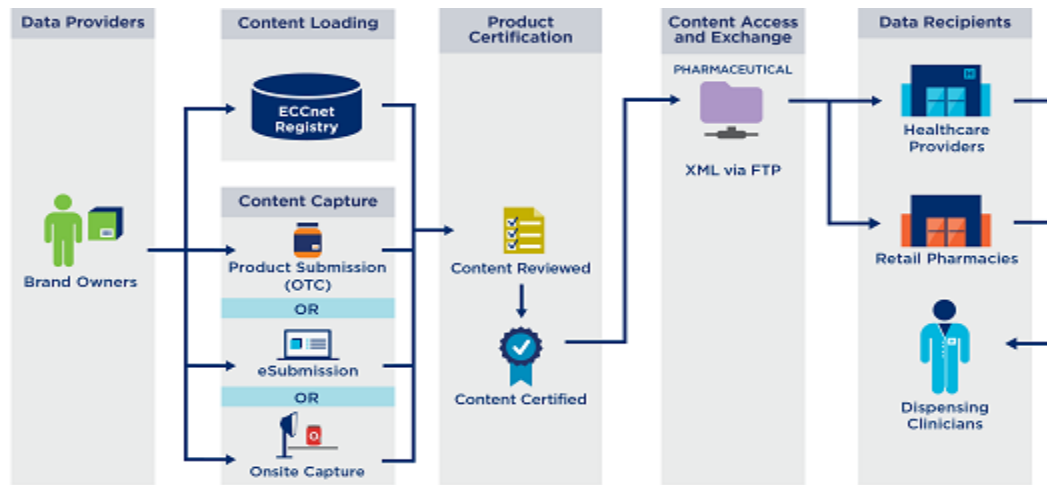 Data Providers
Content Loading
ECCnet
Registry
Content Capture
Product Submission
(OTC)
OR
eSubmission
OR
Onsite Capture
Brand Owners
Product
Certification
Content Reviewed
Content Certified
Content Access
and Exchange
PHARMACEUTICAL
XML via FTP
Data Recipients
H
Healthcare
Providers
Retail Pharmacies
Dispensing
Clinicians